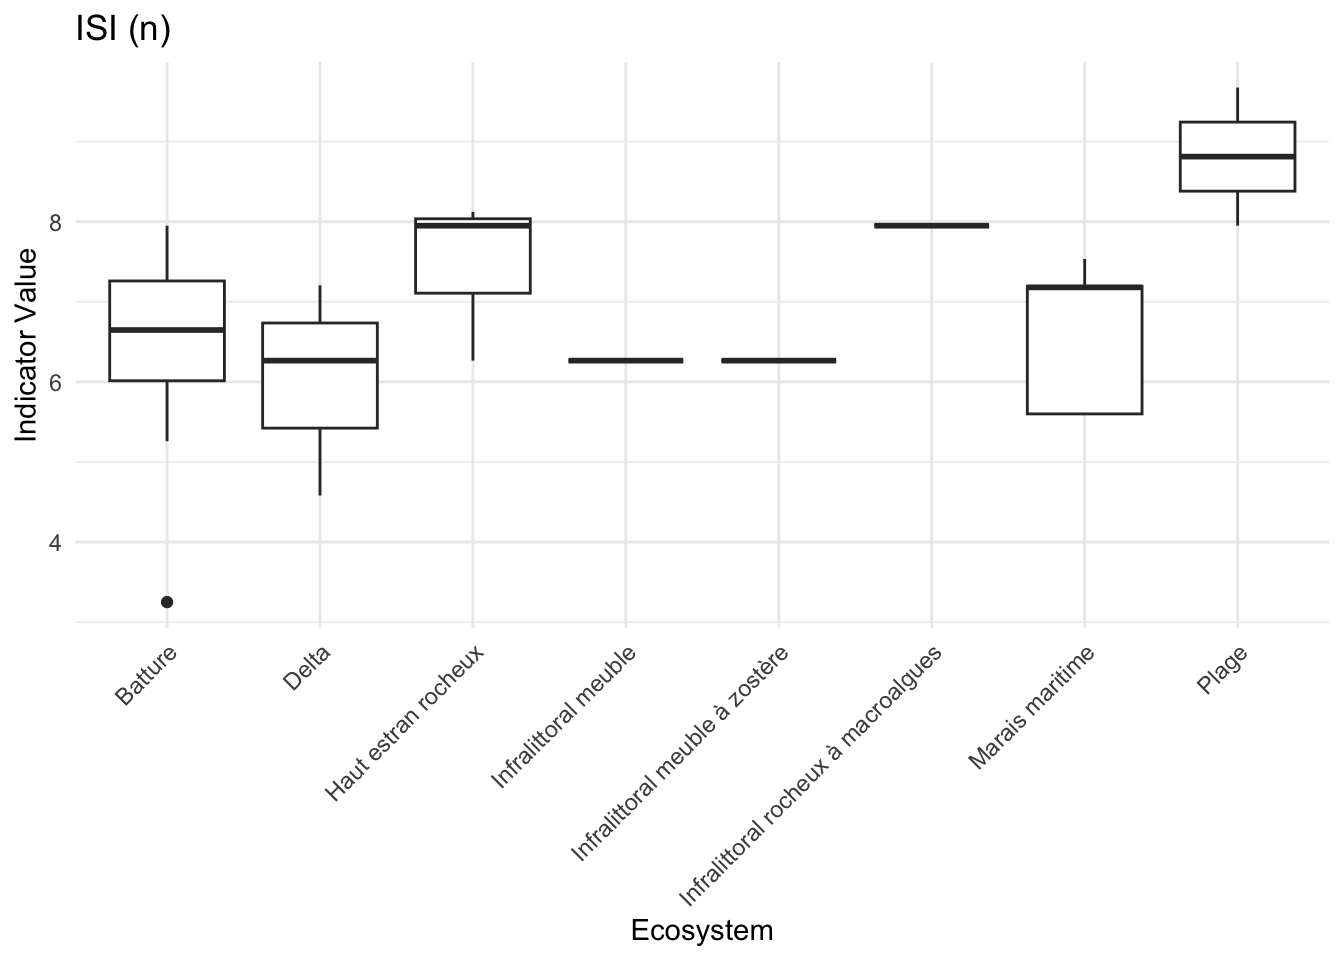 ISI (n)
Indicator Value
8
6
4
Batture
Delta
Haut estran rocheux
Infralittoral meuble
Infralittoral meuble à zostère
Infralittoral rocheux à macroalgues
Marais maritime
Plage
Ecosystem